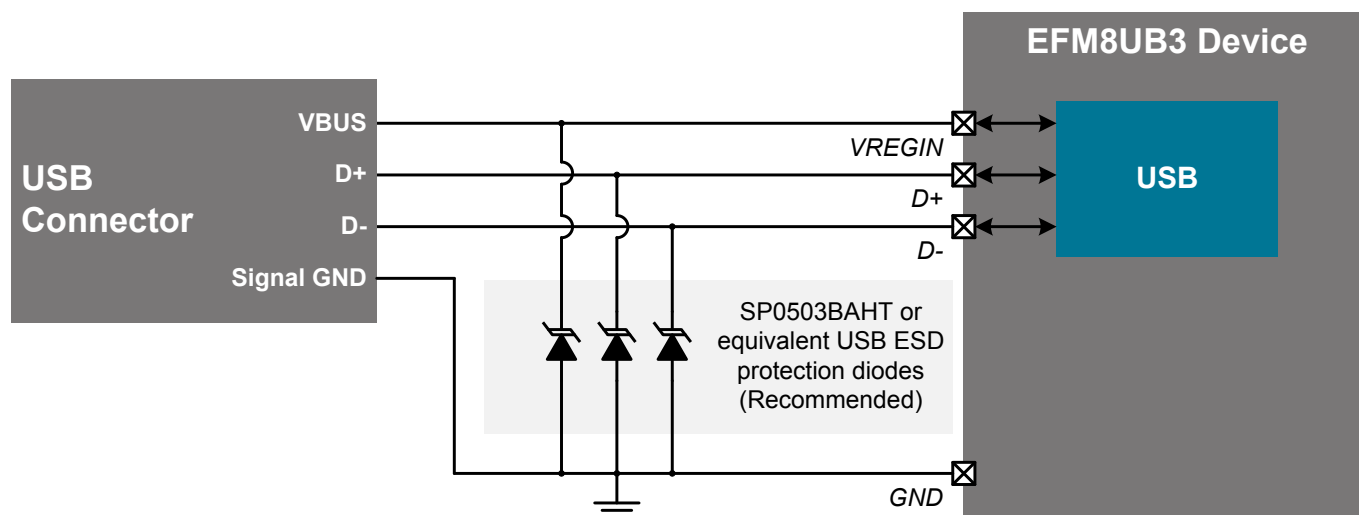 EFM8UB3 Device
USB
Connector
VBUS
D+
D-
Signal GND
VREGIN
D+
D-
USB
SP0503BAHT or
equivalent USB ESD
protection diodes
(Recommended)
GND